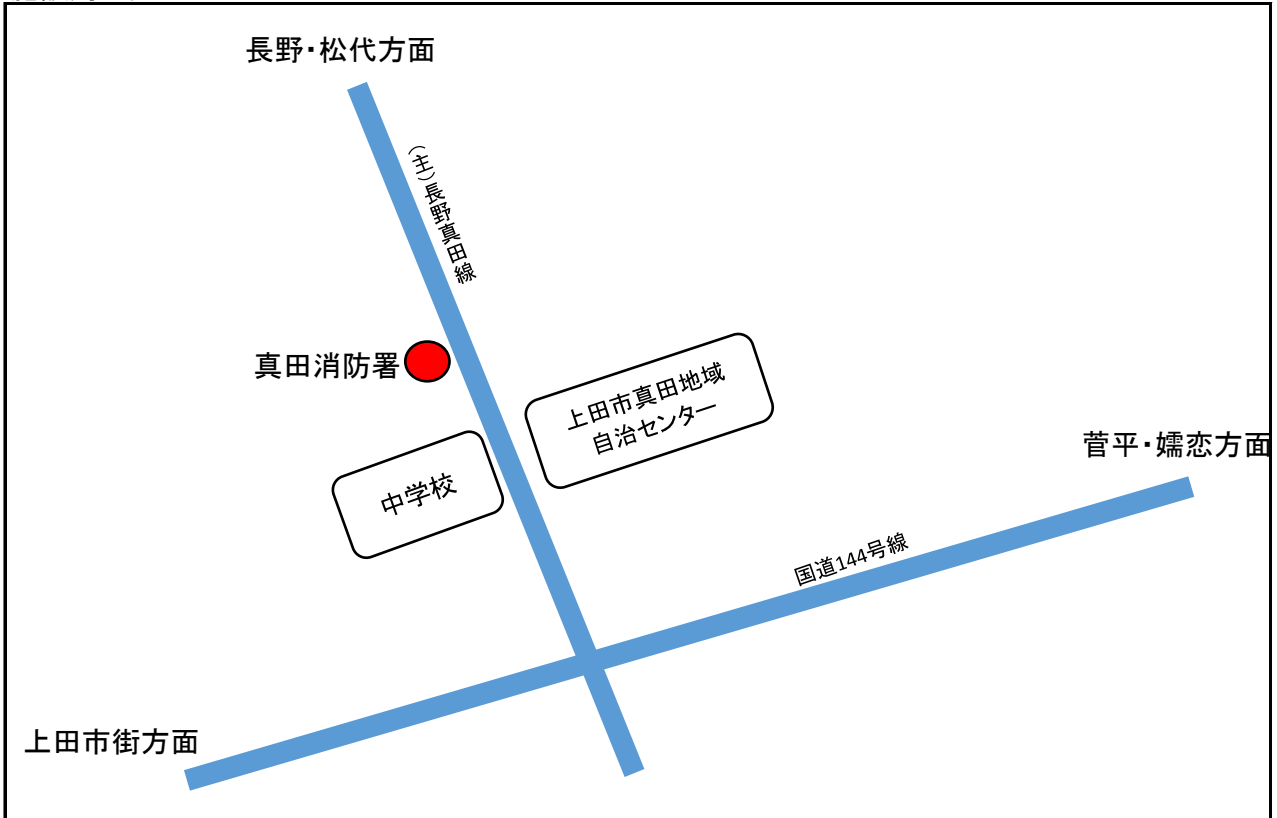 長野・松代方面
(主)長野真田線
真田消防署
上田市真田地域
自治センター
中学校
菅平・嬬恋方面
国道144号線
上田市街方面